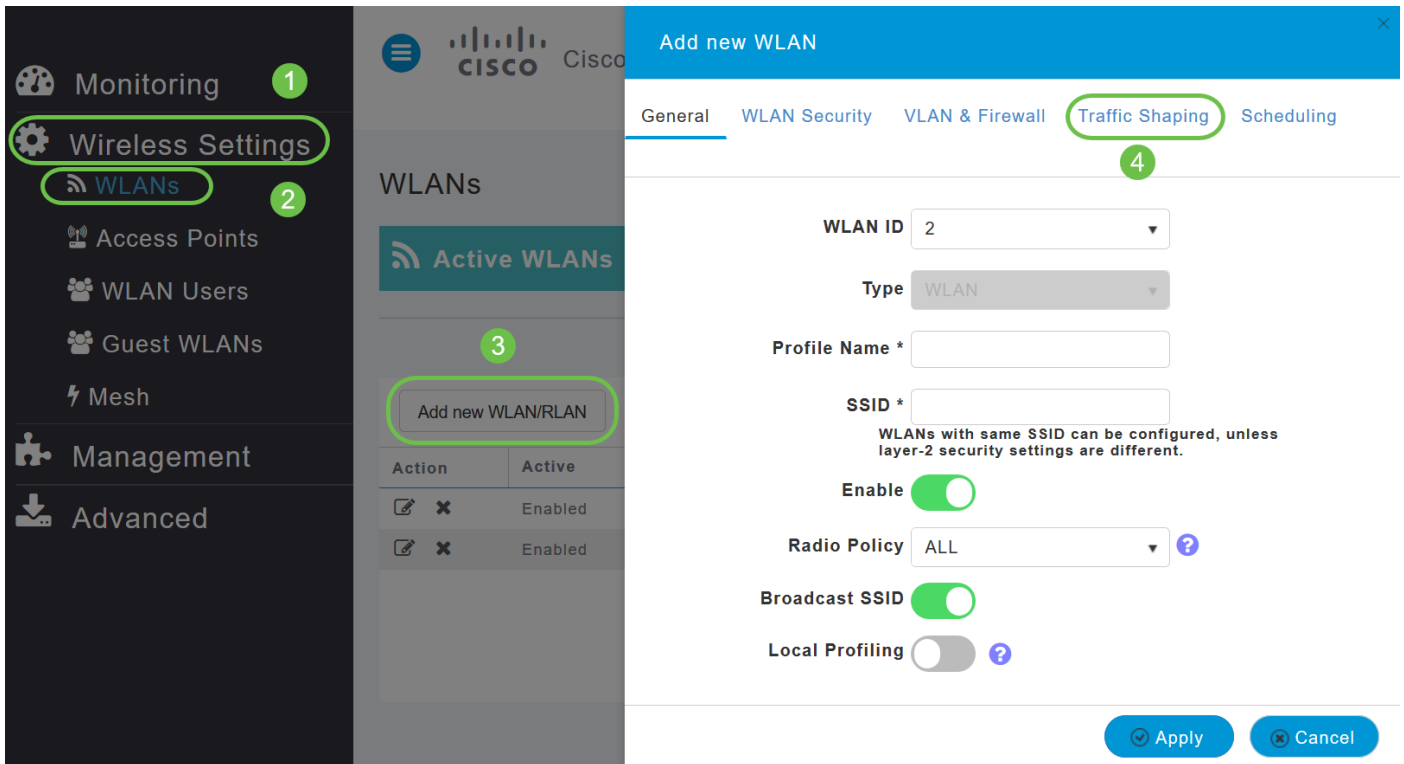 Monitoring
1
Wireless Settings
WLANs
2
Access Points
WLAN Users
Guest WLANs
Mesh
Management
Advanced
CISCO
Cisco
WLANs
Active WLANs
3
Add new WLAN/RLAN
Action Active
Enabled
Enabled
Add new WLAN
General WLAN Security VLAN & Firewall Traffic Shaping Scheduling
4
WLAN ID 2
Type WLAN
Profile Name *
SSID *
WLANs with same SSID can be configured, unless
layer-2 security settings are different.
Enable
Radio Policy ALL ?
Broadcast SSID
Local Profiling ?
Apply Cancel